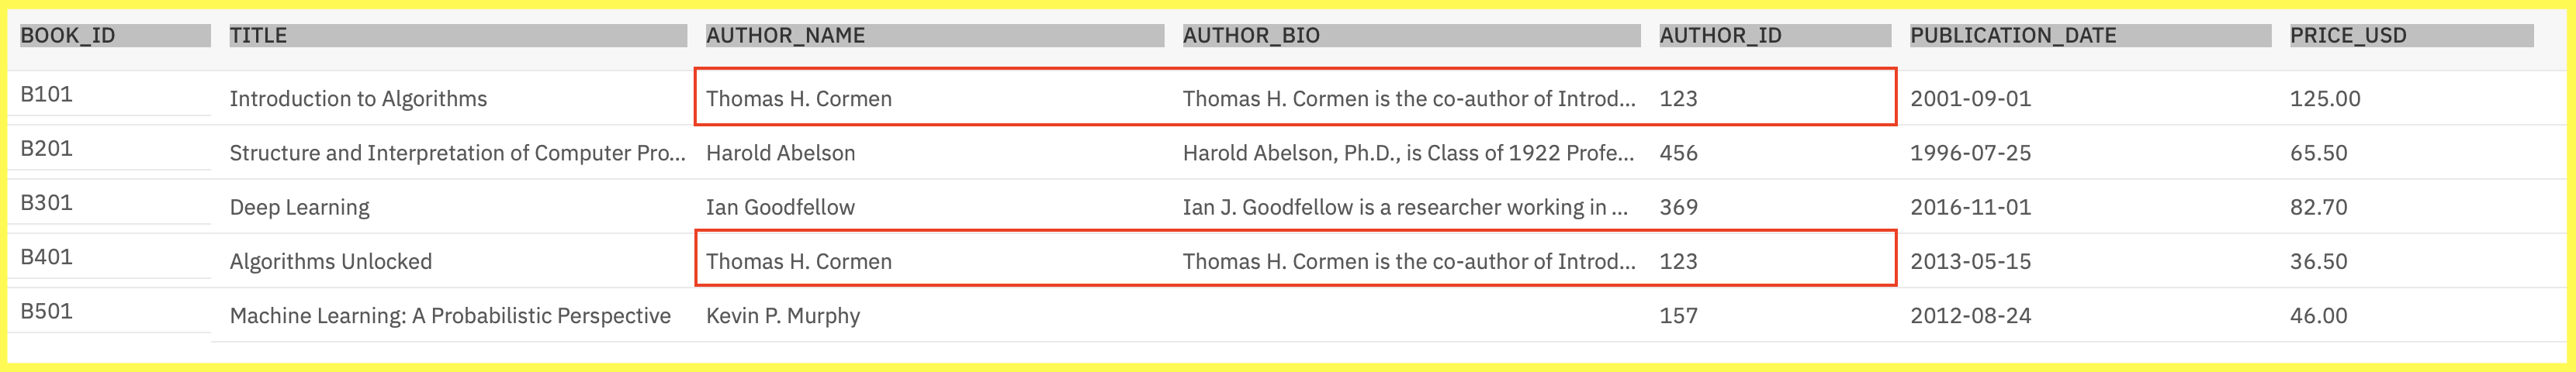 BOOK_ID TITLE AUTHOR_NAME AUTHOR_BIO AUTHOR_ID PUBLICATION_DATE PRICE_USD
B101 Introduction to Algorithms Thomas H. Cormen Thomas H. Cormen is the co-author of Introd... 123 2001-09-01 125.00
B201 Structure and Interpretation of Computer Pro... Harold Abelson Harold Abelson, Ph.D., is Class of 1922 Profe... 456 1996-07-25 65.50
B301 Deep Learning Ian Goodfellow Ian J. Goodfellow is a researcher working in ... 369 2016-11-01 82.70
B401 Algorithms Unlocked Thomas H. Cormen Thomas H. Cormen is the co-author of Introd... 123 2013-05-15 36.50
B501 Machine Learning: A Probabilistic Perspective Kevin P. Murphy 157 2012-08-24 46.00